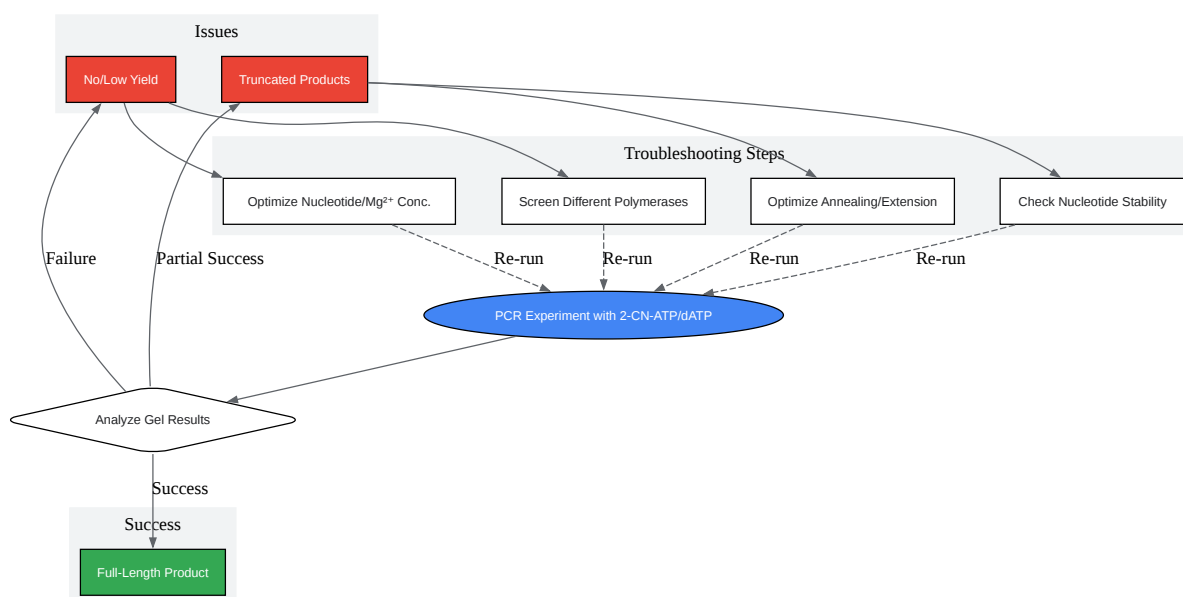 Issues
No/Low Yield
Truncated Products
Troubleshooting Steps
Optimize Nucleotide/Mg²⁺ Conc.
Screen Different Polymerases
Optimize Annealing/Extension
Check Nucleotide Stability
Failure
Partial Success
Re-run
Re-run
Re-run
Re-run
PCR Experiment with 2-CN-ATP/dATP
Analyze Gel Results
Success
Success
Full-Length Product